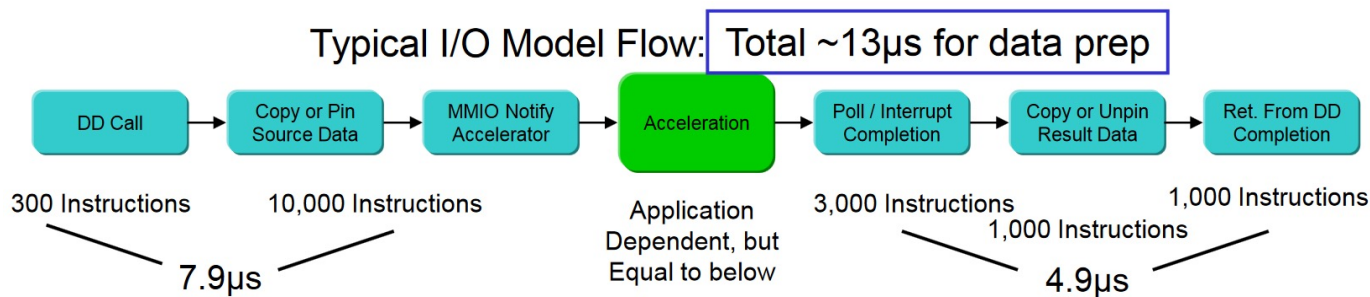 Typical I/O Model Flow: Total ~13µs for data prep
DD Call
Copy or Pin
Source Data
MMIO Notify
Accelerator
Acceleration
Poll / Interrupt
Completion
Copy or Unpin
Result Data
Ret. From DD
Completion
300 Instructions
10,000 Instructions
Application
Dependent, but
Equal to below
3,000 Instructions
1,000 Instructions
1,000 Instructions
7.9µs
4.9µs